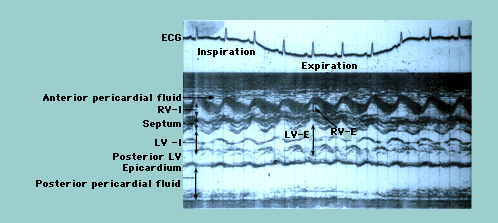 ECG
Inspiration
Expiration
Anterior pericardial fluid
RV-I
Septum
RV-E
LV-E
LV -I
Posterior LV
Epicardium
Posterior pericardial fluid